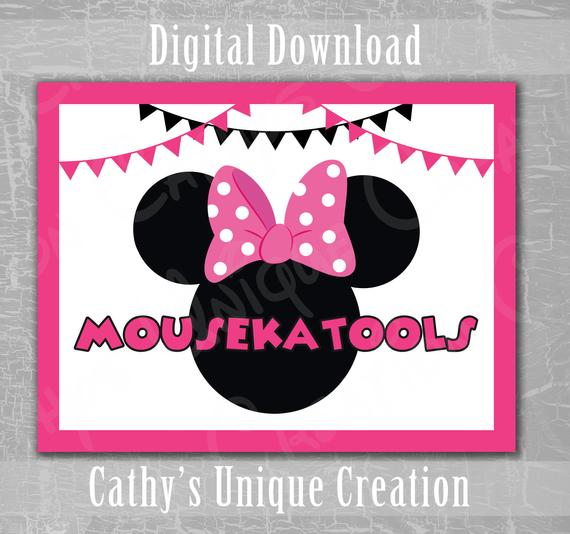 Digital Download
MOUSEKATOOLS
Cathy's Unique Creation